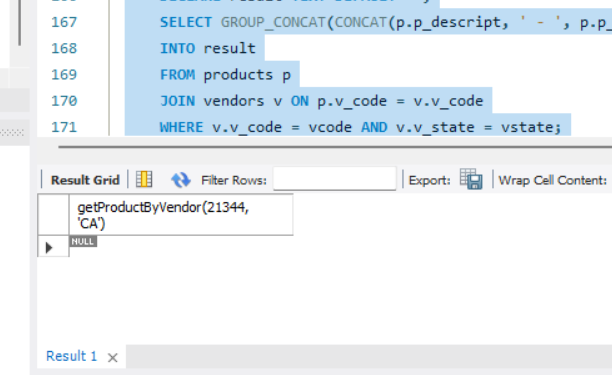 167 SELECT GROUP_CONCAT(CONCAT(p.p_descript, ' - ', p.p_
168 INTO result
169 FROM products p
170 JOIN vendors v ON p.v_code = v.v_code
171 WHERE v.v_code = vcode AND v.v_state = vstate;
Result Grid Filter Rows: Export: Wrap Cell Content:
getProductByVendor(21344,
'CA')
NULL
Result 1